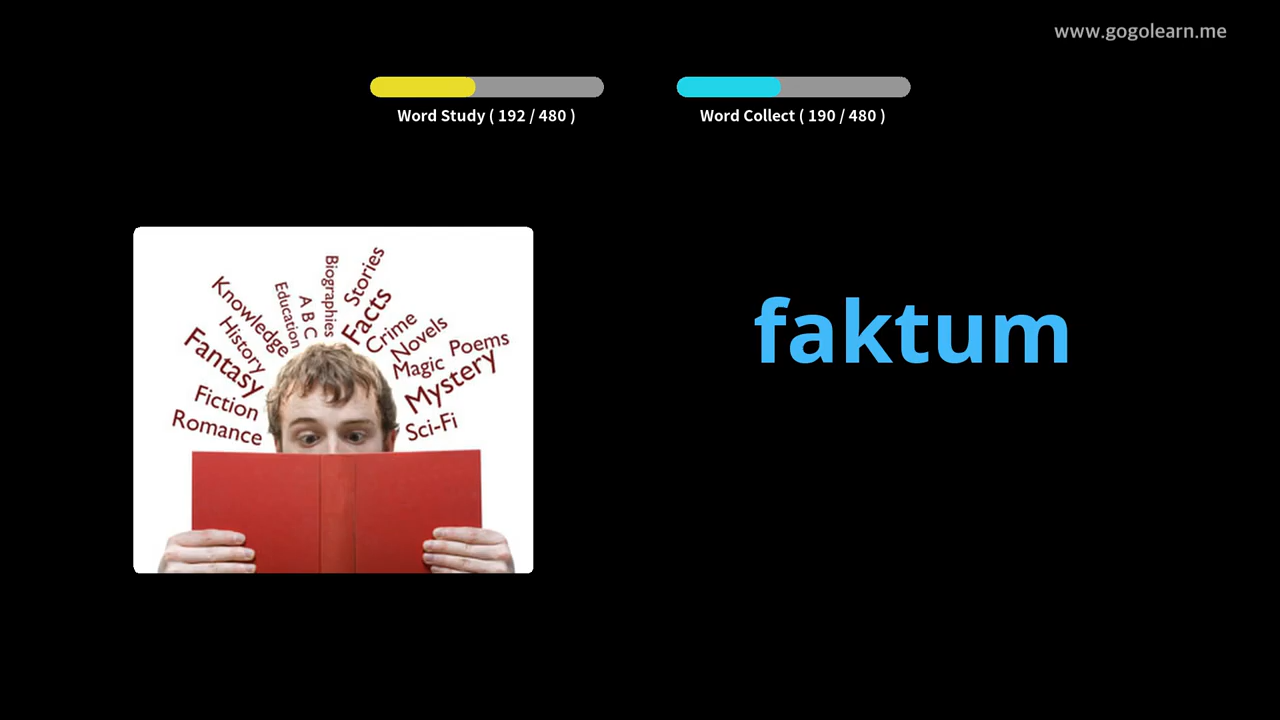 www.gogolearn.me
Word Study ( 192 / 480 )
Word Collect ( 190 / 480 )
Biographies
Stories
Education
A B C
Facts
Knowledge
Crime
History
Novels
Poems
Fantasy
Magic
Mystery
Fiction
Romance
Sci-Fi
faktum